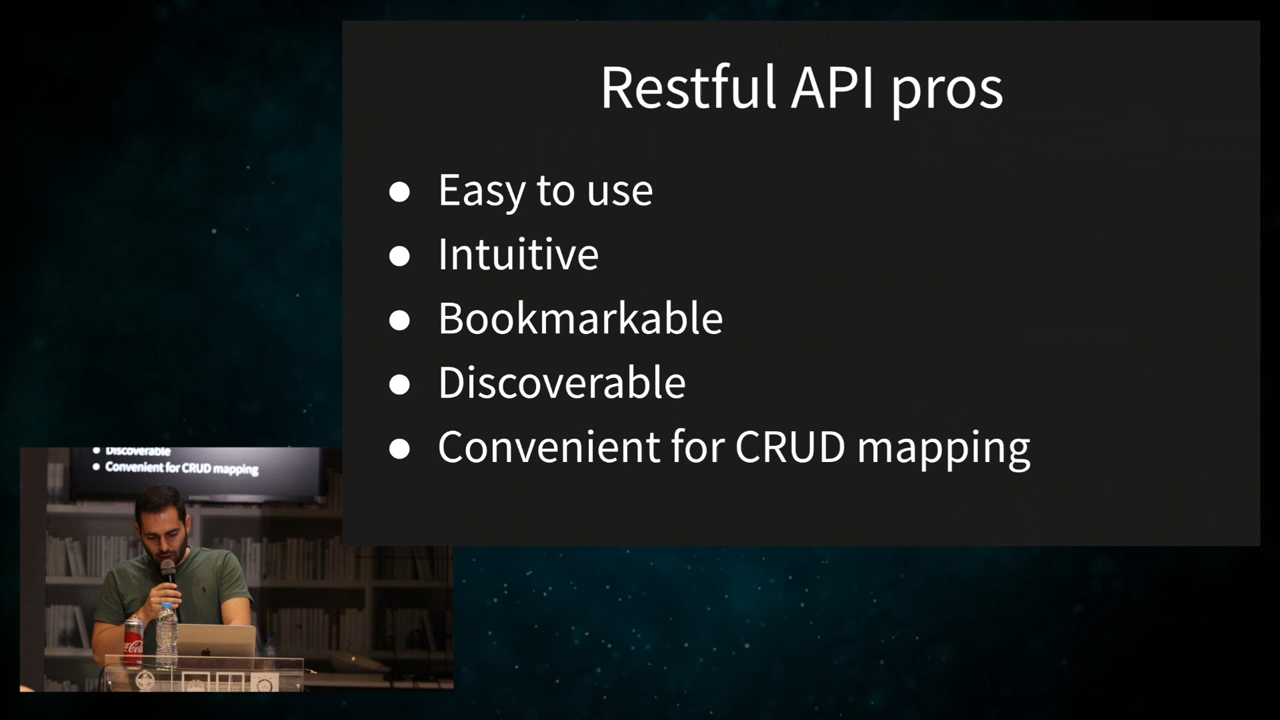 Restful API pros
● Easy to use
● Intuitive
● Bookmarkable
● Discoverable
● Convenient for CRUD mapping
● Discoverable
● Convenient for CRUD mapping